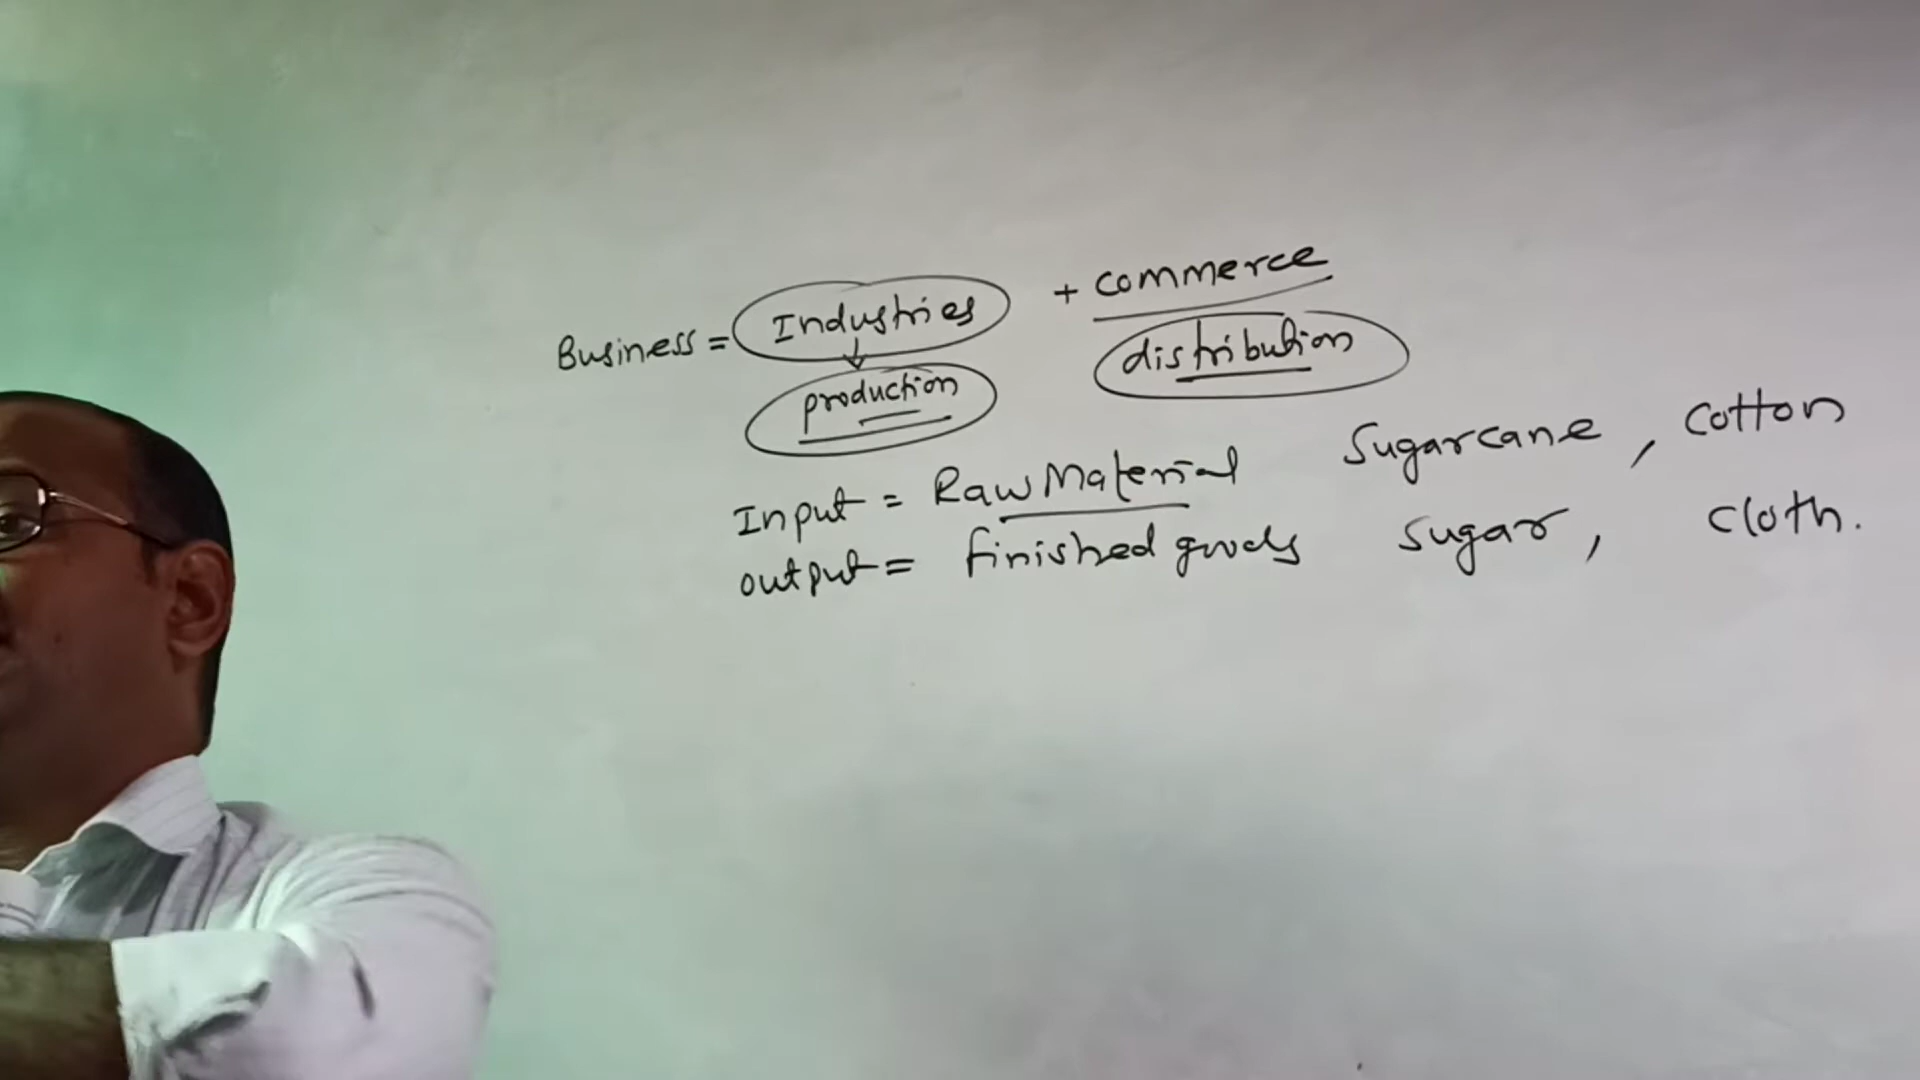 Business = Industries + commerce
production distribution
Input = Raw Material Sugarcane, cotton
output = finished goods sugar, cloth.